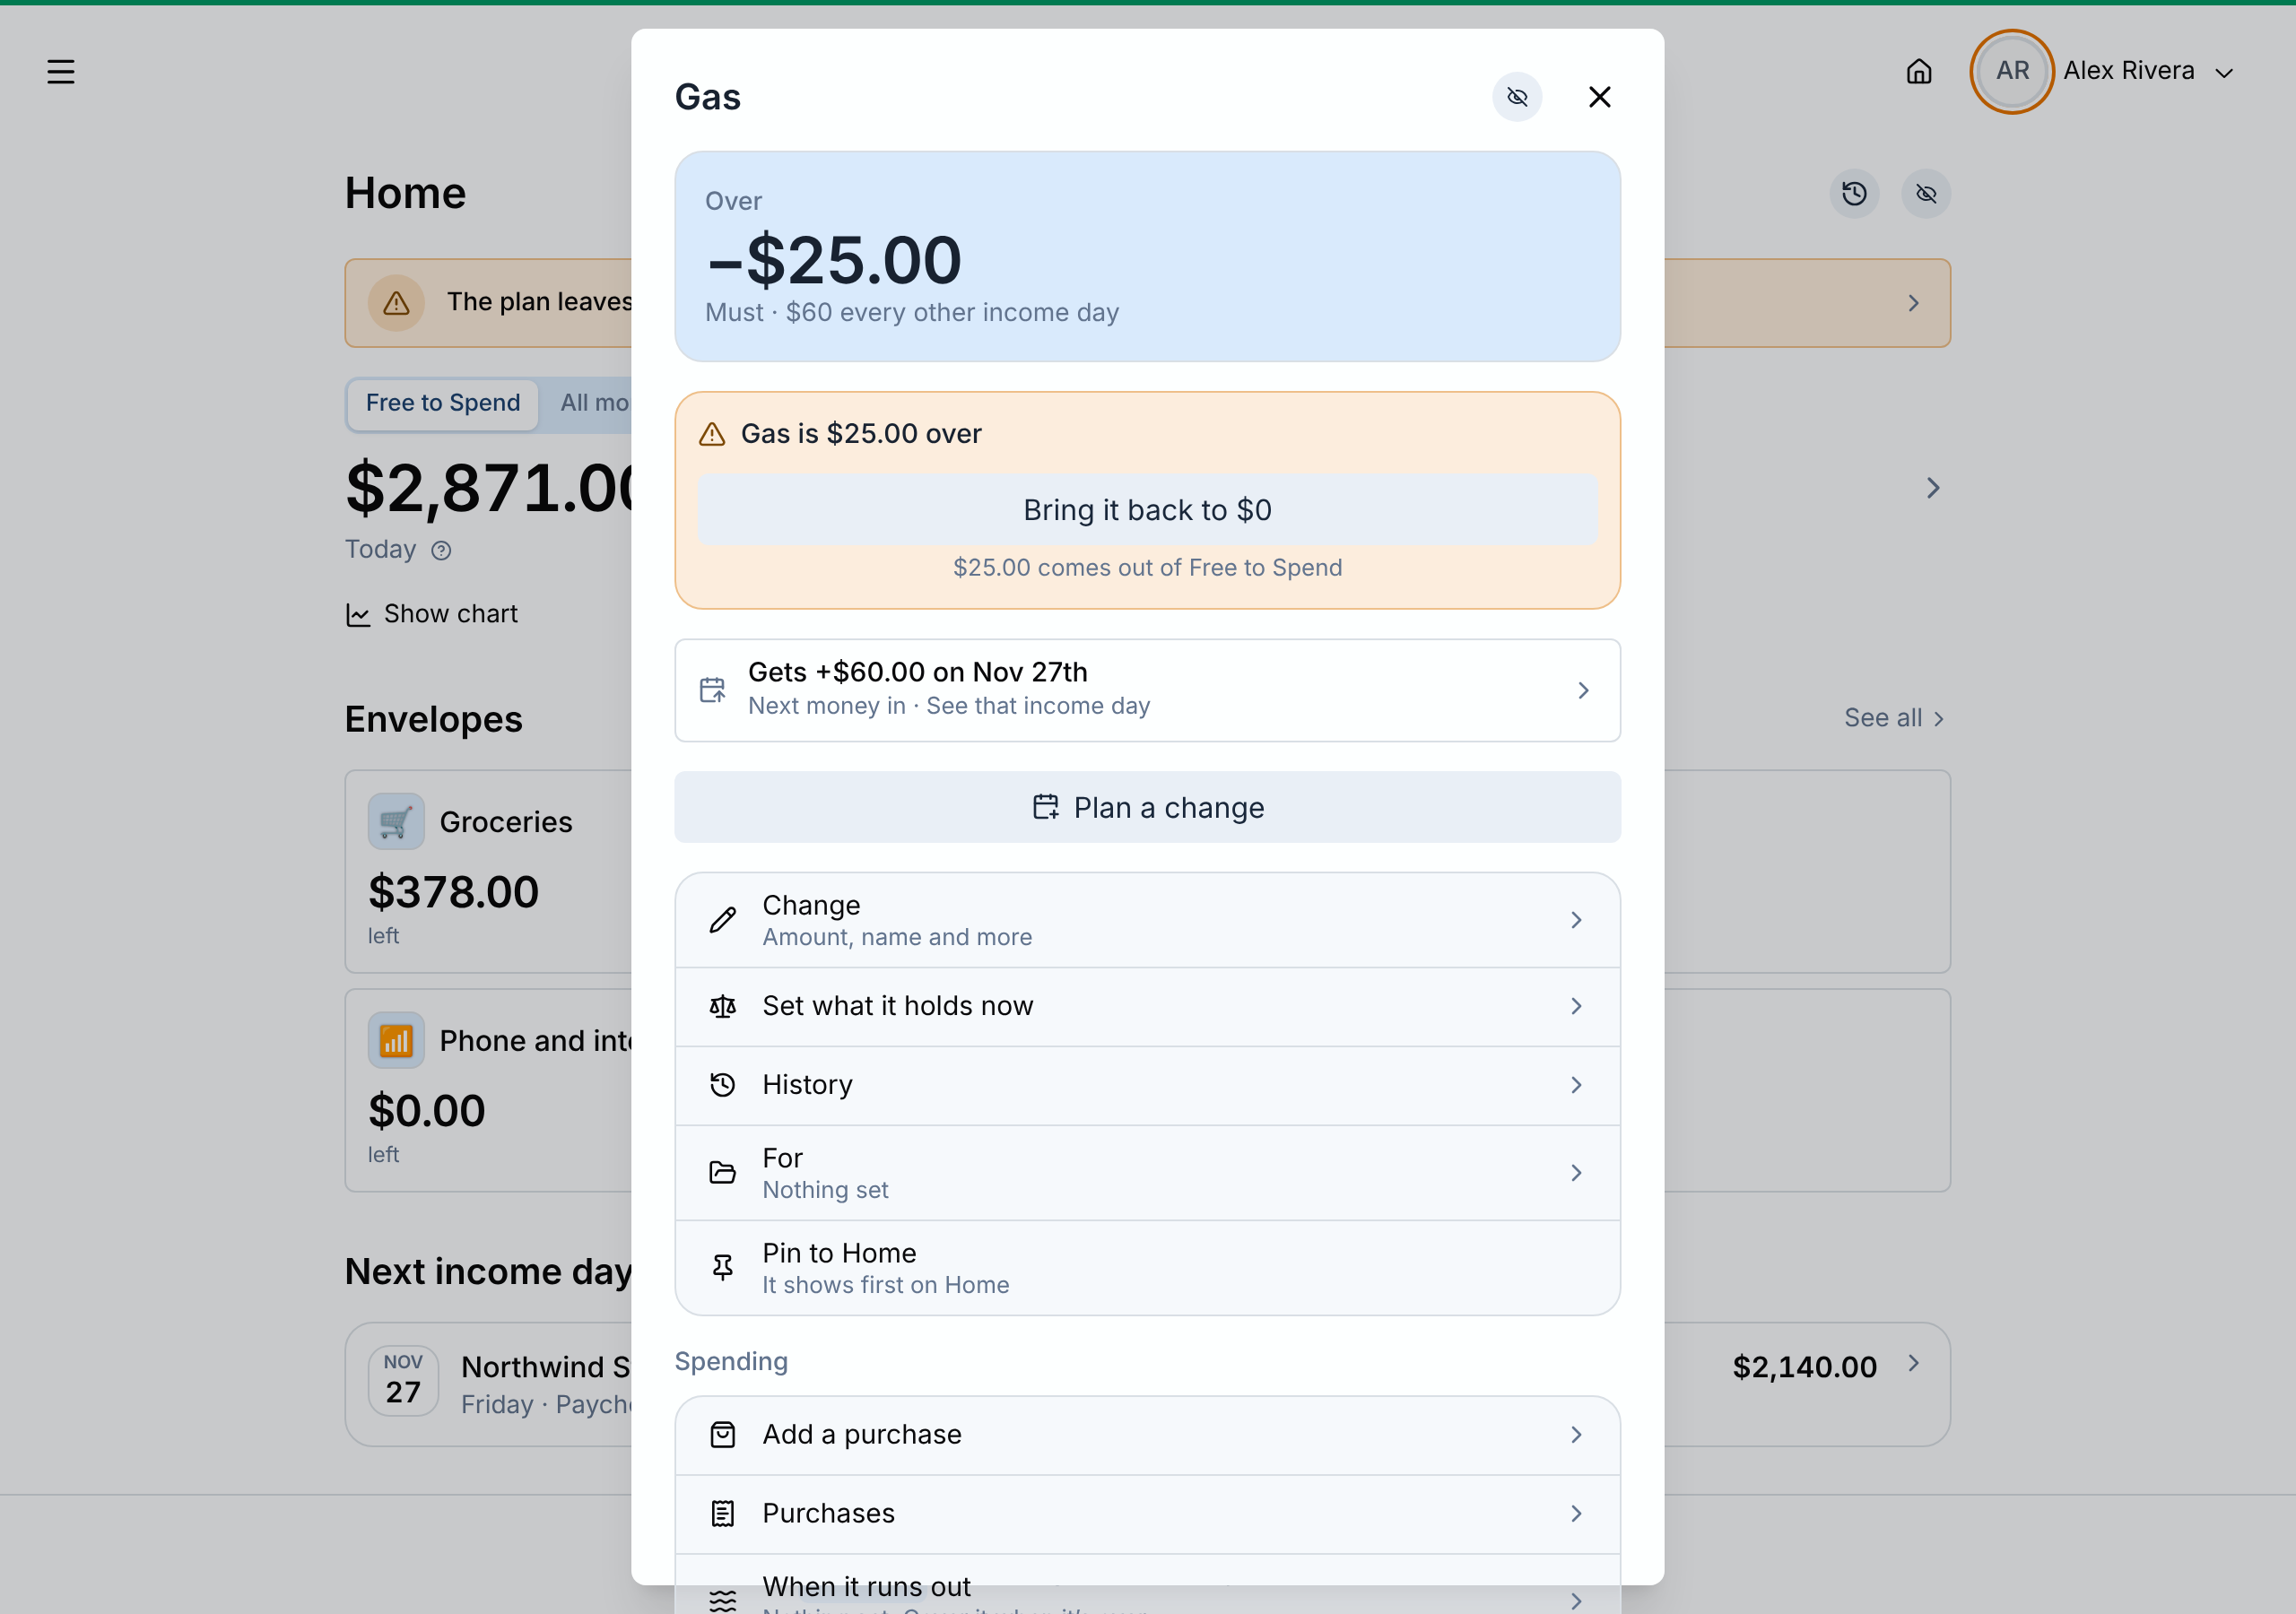 AR
Alex Rivera
Home
The plan leaves
Free to Spend
All mo
$2,871.00
Today
Show chart
Envelopes
See all
Groceries
$378.00
left
Phone and inte
$0.00
left
Next income day
NOV
27
Northwind S
Friday · Payche
$2,140.00
Gas
Over
–$25.00
Must · $60 every other income day
Gas is $25.00 over
Bring it back to $0
$25.00 comes out of Free to Spend
Gets +$60.00 on Nov 27th
Next money in · See that income day
Plan a change
Change
Amount, name and more
Set what it holds now
History
For
Nothing set
Pin to Home
It shows first on Home
Spending
Add a purchase
Purchases
When it runs out